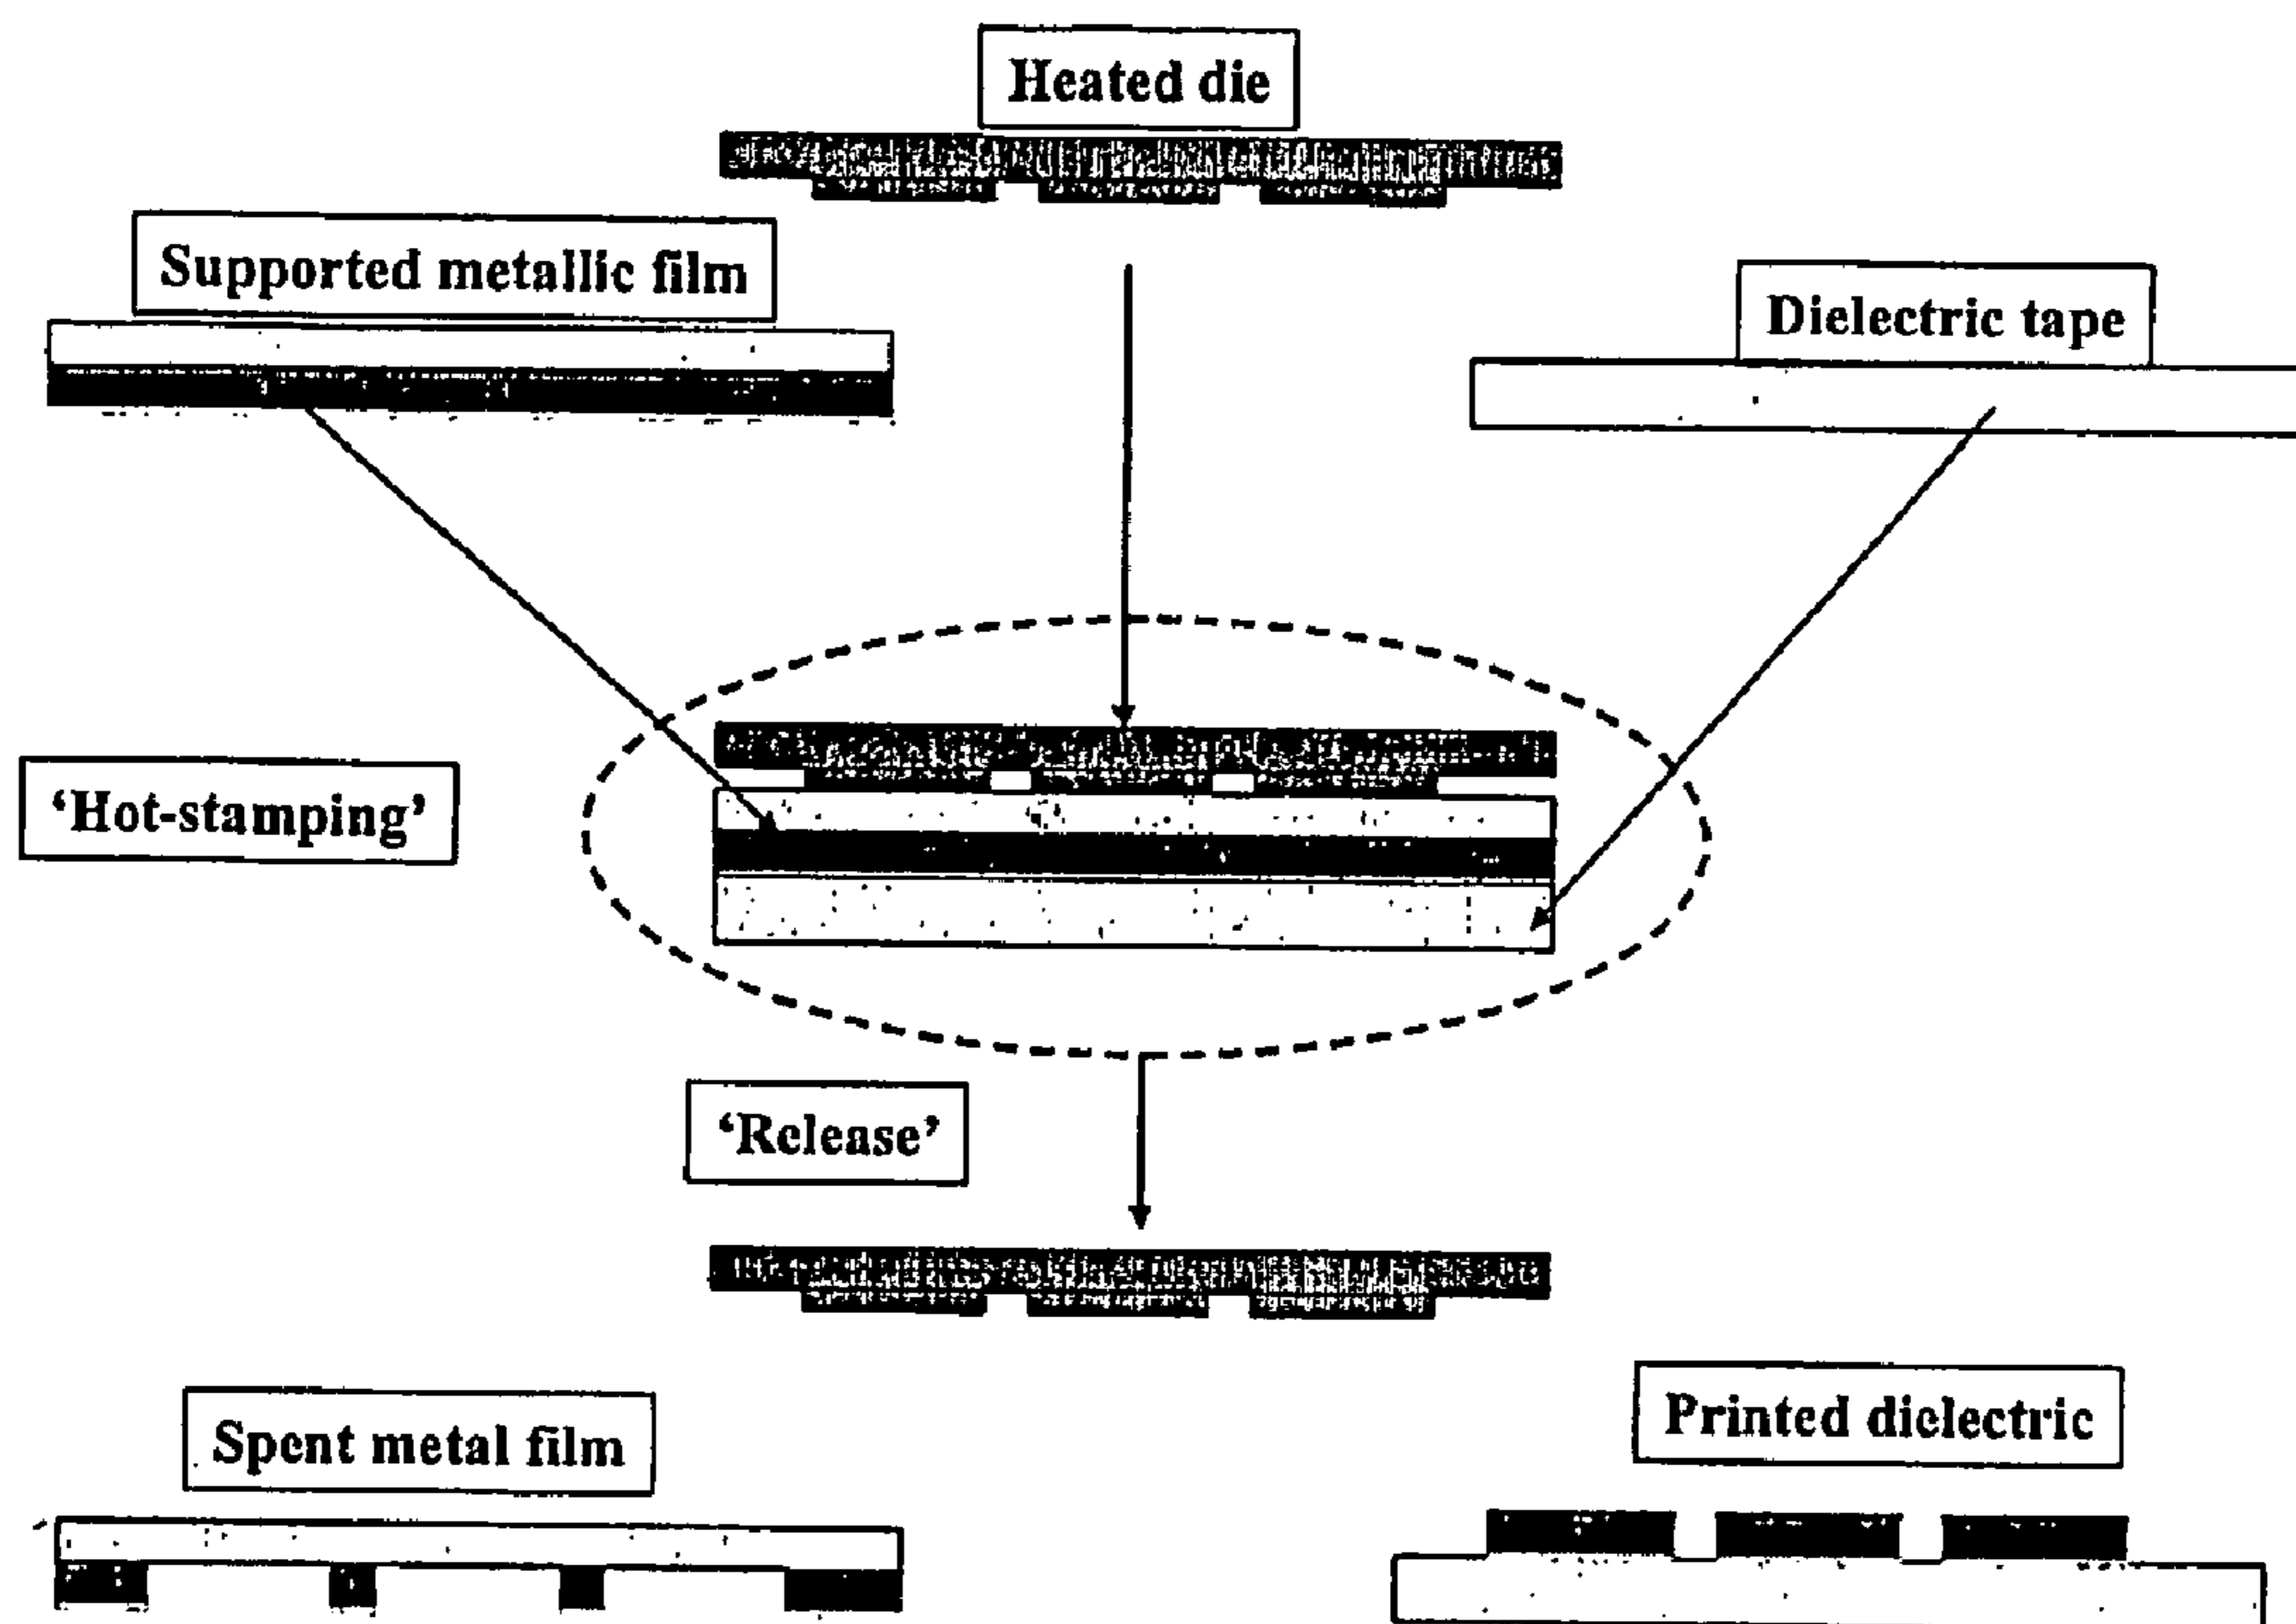 Heated die
Supported metallic film
Dielectric tape
‘Hot-stamping’
‘Release’
Spent metal film
Printed dielectric